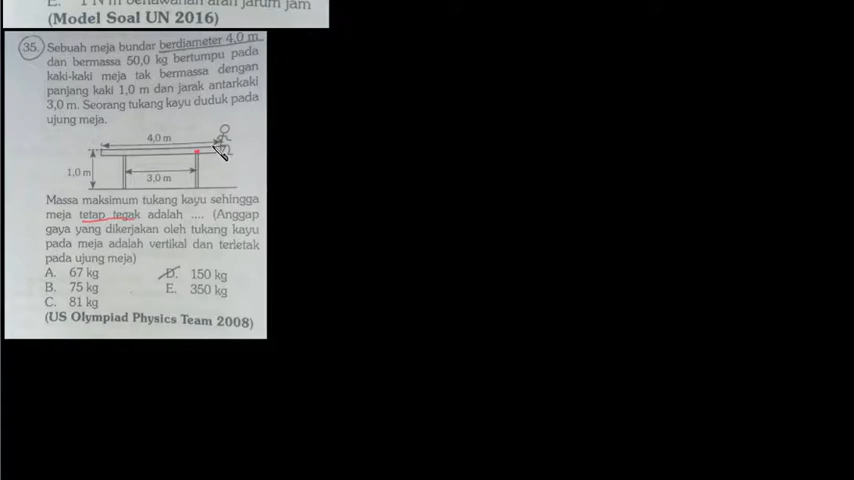 E. 1 N m berlawanan arah jarum jam
(Model Soal UN 2016)
35. Sebuah meja bundar berdiameter 4,0 m
dan bermassa 50,0 kg bertumpu pada
kaki-kaki meja tak bermassa dengan
panjang kaki 1,0 m dan jarak antarkaki
3,0 m. Seorang tukang kayu duduk pada
ujung meja.
4,0 m
1,0 m
3,0 m
Massa maksimum tukang kayu sehingga
meja tetap tegak adalah .... (Anggap
gaya yang dikerjakan oleh tukang kayu
pada meja adalah vertikal dan terletak
pada ujung meja)
A. 67 kg
B. 75 kg
C. 81 kg
D. 150 kg
E. 350 kg
(US Olympiad Physics Team 2008)